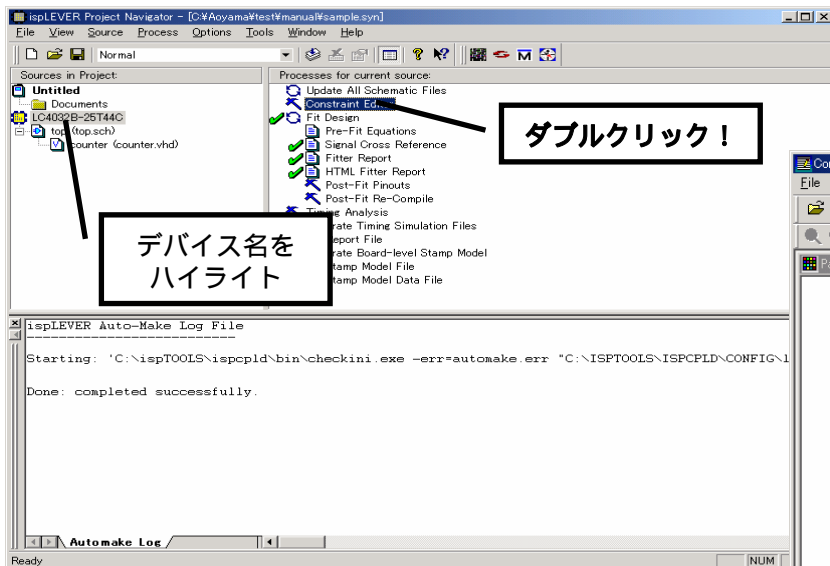 ispLEVER Project Navigator - [C:¥Aoyama¥test¥manual¥sample.syn]
File View Source Process Options Tools Window Help
Normal
Sources in Project:
Untitled
Documents
LC4032B-25T44C
top (top.sch)
counter (counter.vhd)
デバイス名を
ハイライト
Processes for current source:
Update All Schematic Files
Constraint Ed
Fit Design
Pre-Fit Equations
Signal Cross Reference
Fitter Report
HTML Fitter Report
Post-Fit Pinouts
Post-Fit Re-Compile
Timing Analysis
rate Timing Simulation Files
eport File
rate Board-level Stamp Model
tamp Model File
tamp Model Data File
ダブルクリック！
Co
File
Pa
ispLEVER Auto-Make Log File
---------------------------
Starting: 'C:\ispTOOLS\ispcpld\bin\checkini.exe -err=automake.err "C:\ISPTOOLS\ISPCPLD\CONFIG\l
Done: completed successfully.
Automake Log
Ready
NUM